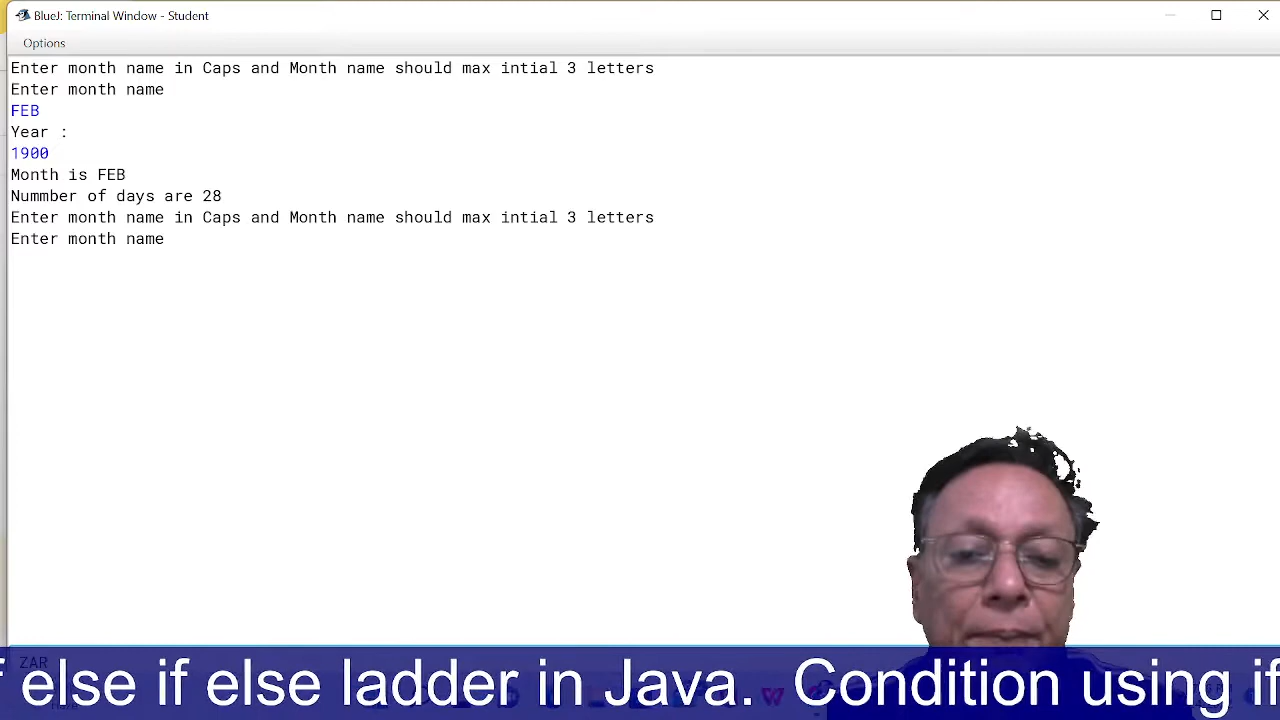 BlueJ: Terminal Window - Student
Options
Enter month name in Caps and Month name should max intial 3 letters
Enter month name
FEB
Year :
1900
Month is FEB
Nummber of days are 28
Enter month name in Caps and Month name should max intial 3 letters
Enter month name
ZAR
else if else ladder in Java. Condition using if